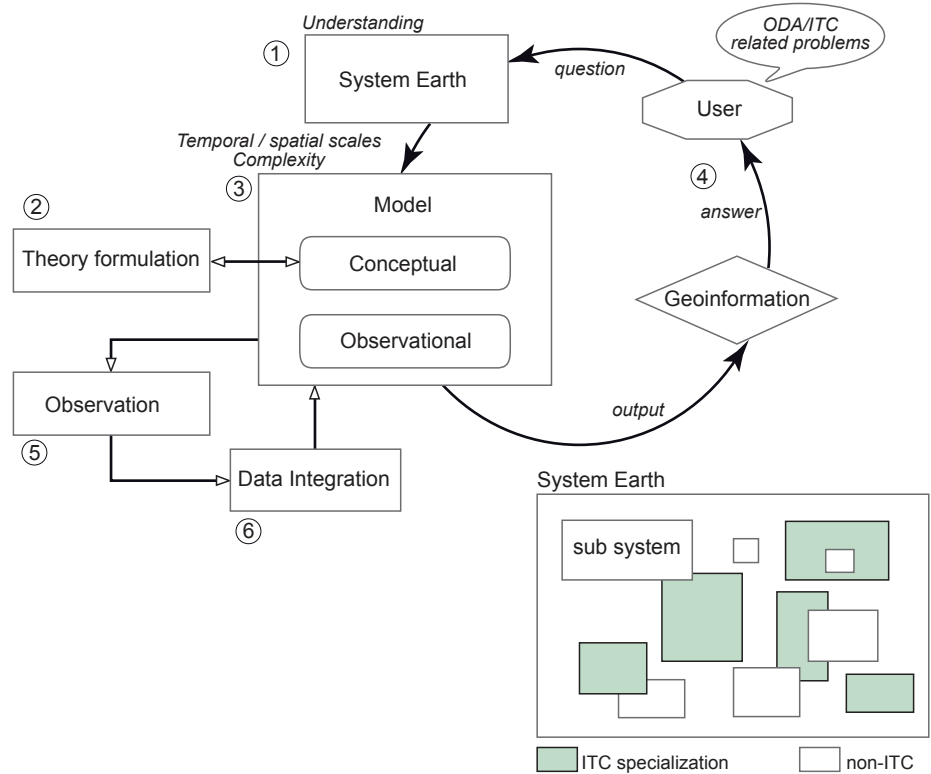 Understanding
①
System Earth
question
ODA/ITC
related problems
User
Temporal / spatial scales
Complexity
③
Model
④
answer
②
Theory formulation
Conceptual
Geoinformation
Observational
Observation
output
⑤
Data Integration
⑥
System Earth
sub system
ITC specialization
non-ITC